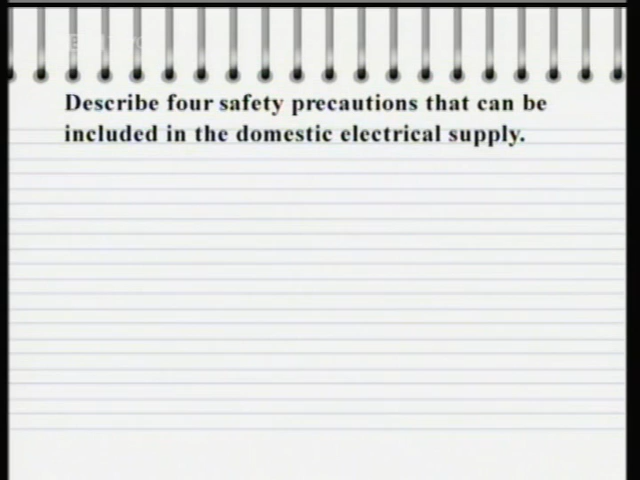 Describe four safety precautions that can be
included in the domestic electrical supply.